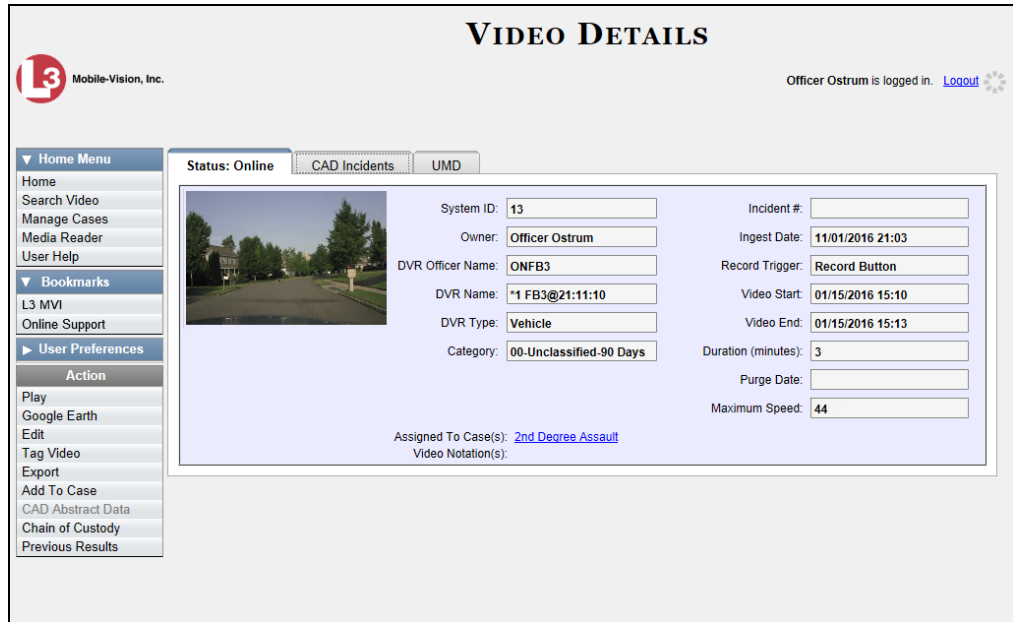 VIDEO DETAILS
L3 Mobile-Vision, Inc.
Officer Ostrum is logged in. Logout
▼ Home Menu
Home
Search Video
Manage Cases
Media Reader
User Help
▼ Bookmarks
L3 MVI
Online Support
▶ User Preferences
Action
Play
Google Earth
Edit
Tag Video
Export
Add To Case
CAD Abstract Data
Chain of Custody
Previous Results
Status: Online CAD Incidents UMD
System ID: 13
Owner: Officer Ostrum
DVR Officer Name: ONFB3
DVR Name: *1 FB3@21:11:10
DVR Type: Vehicle
Category: 00-Unclassified-90 Days
Incident #:
Ingest Date: 11/01/2016 21:03
Record Trigger: Record Button
Video Start: 01/15/2016 15:10
Video End: 01/15/2016 15:13
Duration (minutes): 3
Purge Date:
Maximum Speed: 44
Assigned To Case(s): 2nd Degree Assault
Video Notation(s):